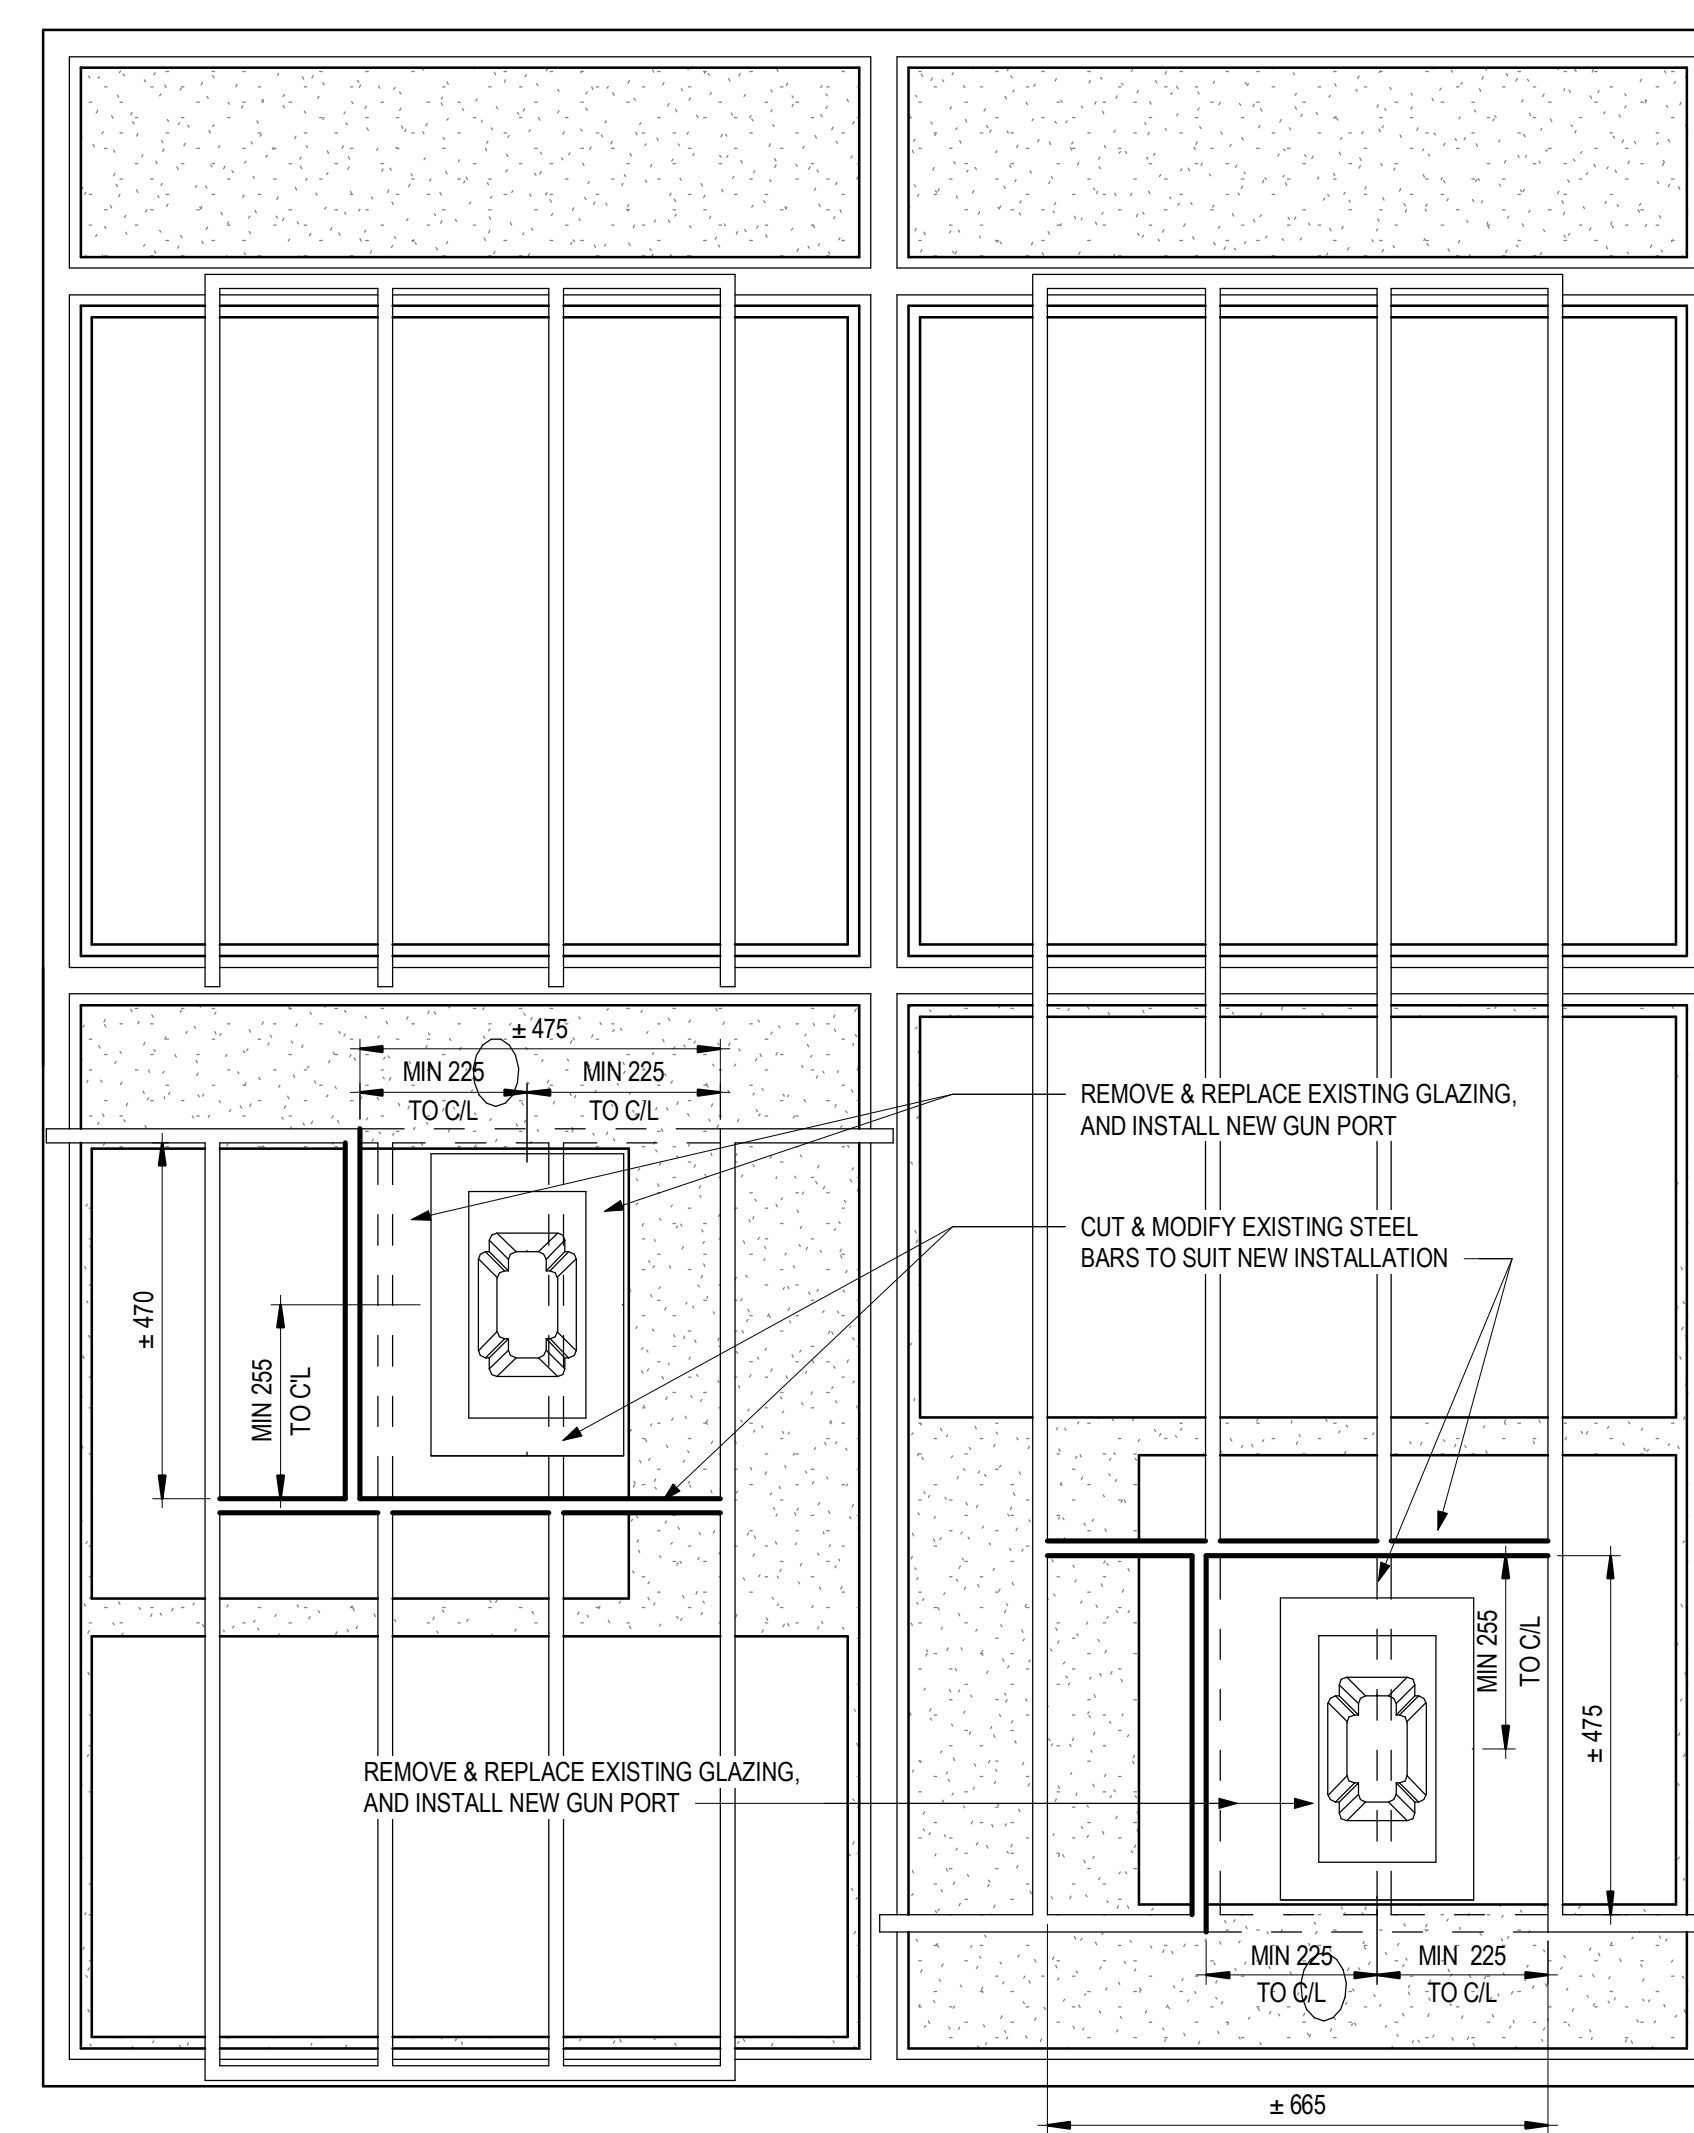 ± 475
MIN 225
TO C/L
MIN 225
TO C/L
REMOVE & REPLACE EXISTING GLAZING,
AND INSTALL NEW GUN PORT
CUT & MODIFY EXISTING STEEL
BARS TO SUIT NEW INSTALLATION
± 470
MIN 255
TO C'L
MIN 255
TO C/L
± 475
REMOVE & REPLACE EXISTING GLAZING,
AND INSTALL NEW GUN PORT
MIN 225
TO C/L
MIN 225
TO C/L
± 665